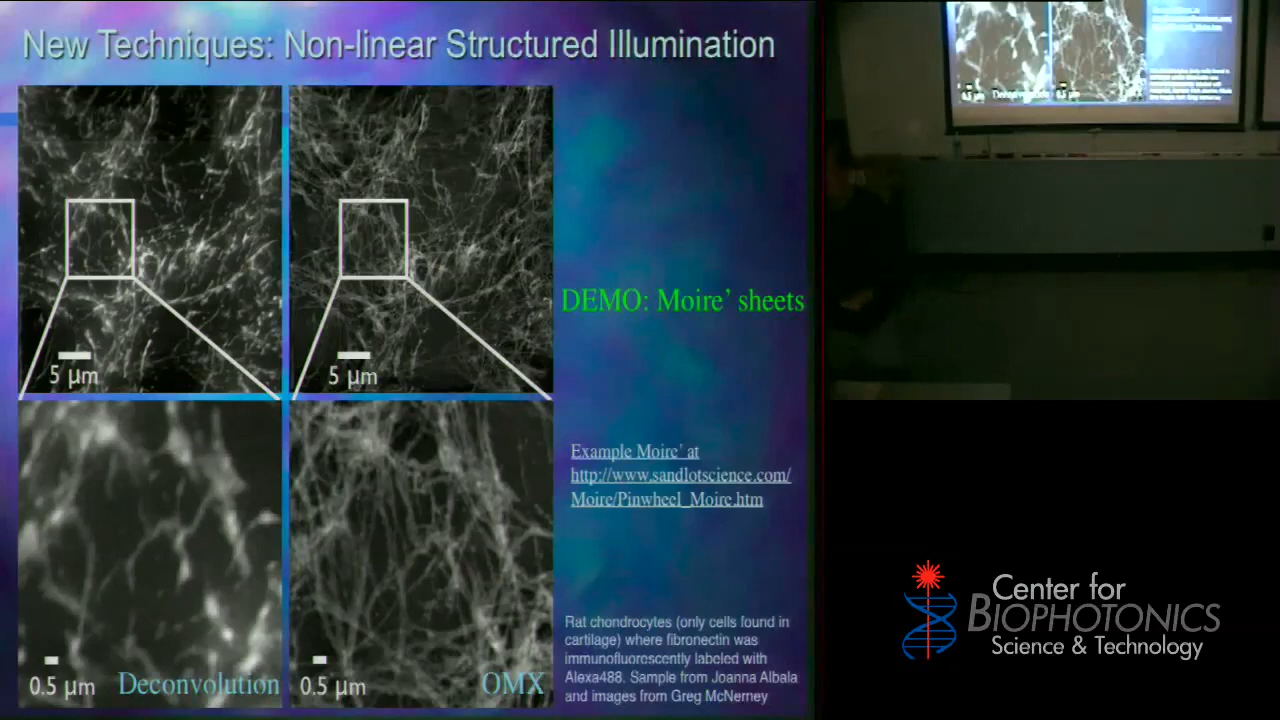 New Techniques: Non-linear Structured Illumination
5 μm
5 μm
DEMO: Moire’ sheets
Example Moire’ at
http://www.sandlotscience.com/
Moire/Pinwheel_Moire.htm
0.5 μm
Deconvolution
0.5 μm
OMX
Rat chondrocytes (only cells found in
cartilage) where fibronectin was
immunofluorescently labeled with
Alexa488. Sample from Joanna Albala
and images from Greg McNerney
Center for
BIOPHOTONICS
Science & Technology